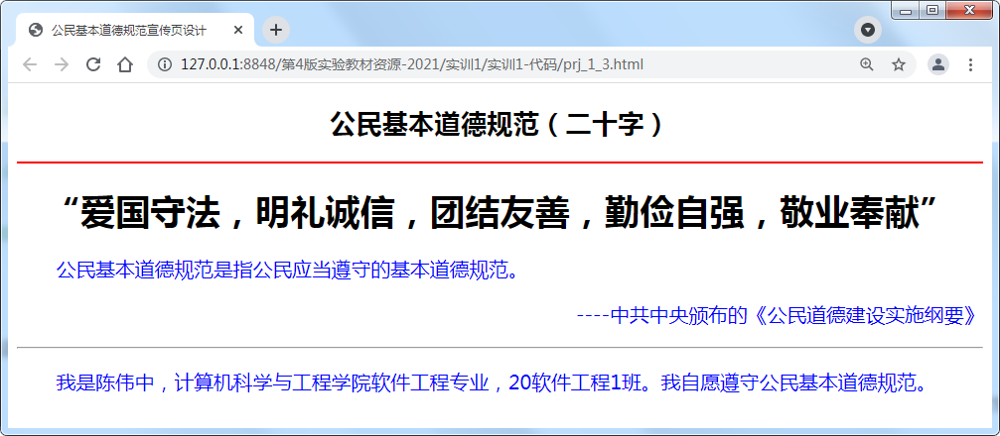 公民基本道德规范宣传页设计
127.0.0.1:8848/第4版实验教材资源-2021/实训1/实训1-代码/prj_1_3.html
公民基本道德规范（二十字）
“爱国守法，明礼诚信，团结友善，勤俭自强，敬业奉献”
公民基本道德规范是指公民应当遵守的基本道德规范。
----中共中央颁布的《公民道德建设实施纲要》
我是陈伟中，计算机科学与工程学院软件工程专业，20软件工程1班。我自愿遵守公民基本道德规范。